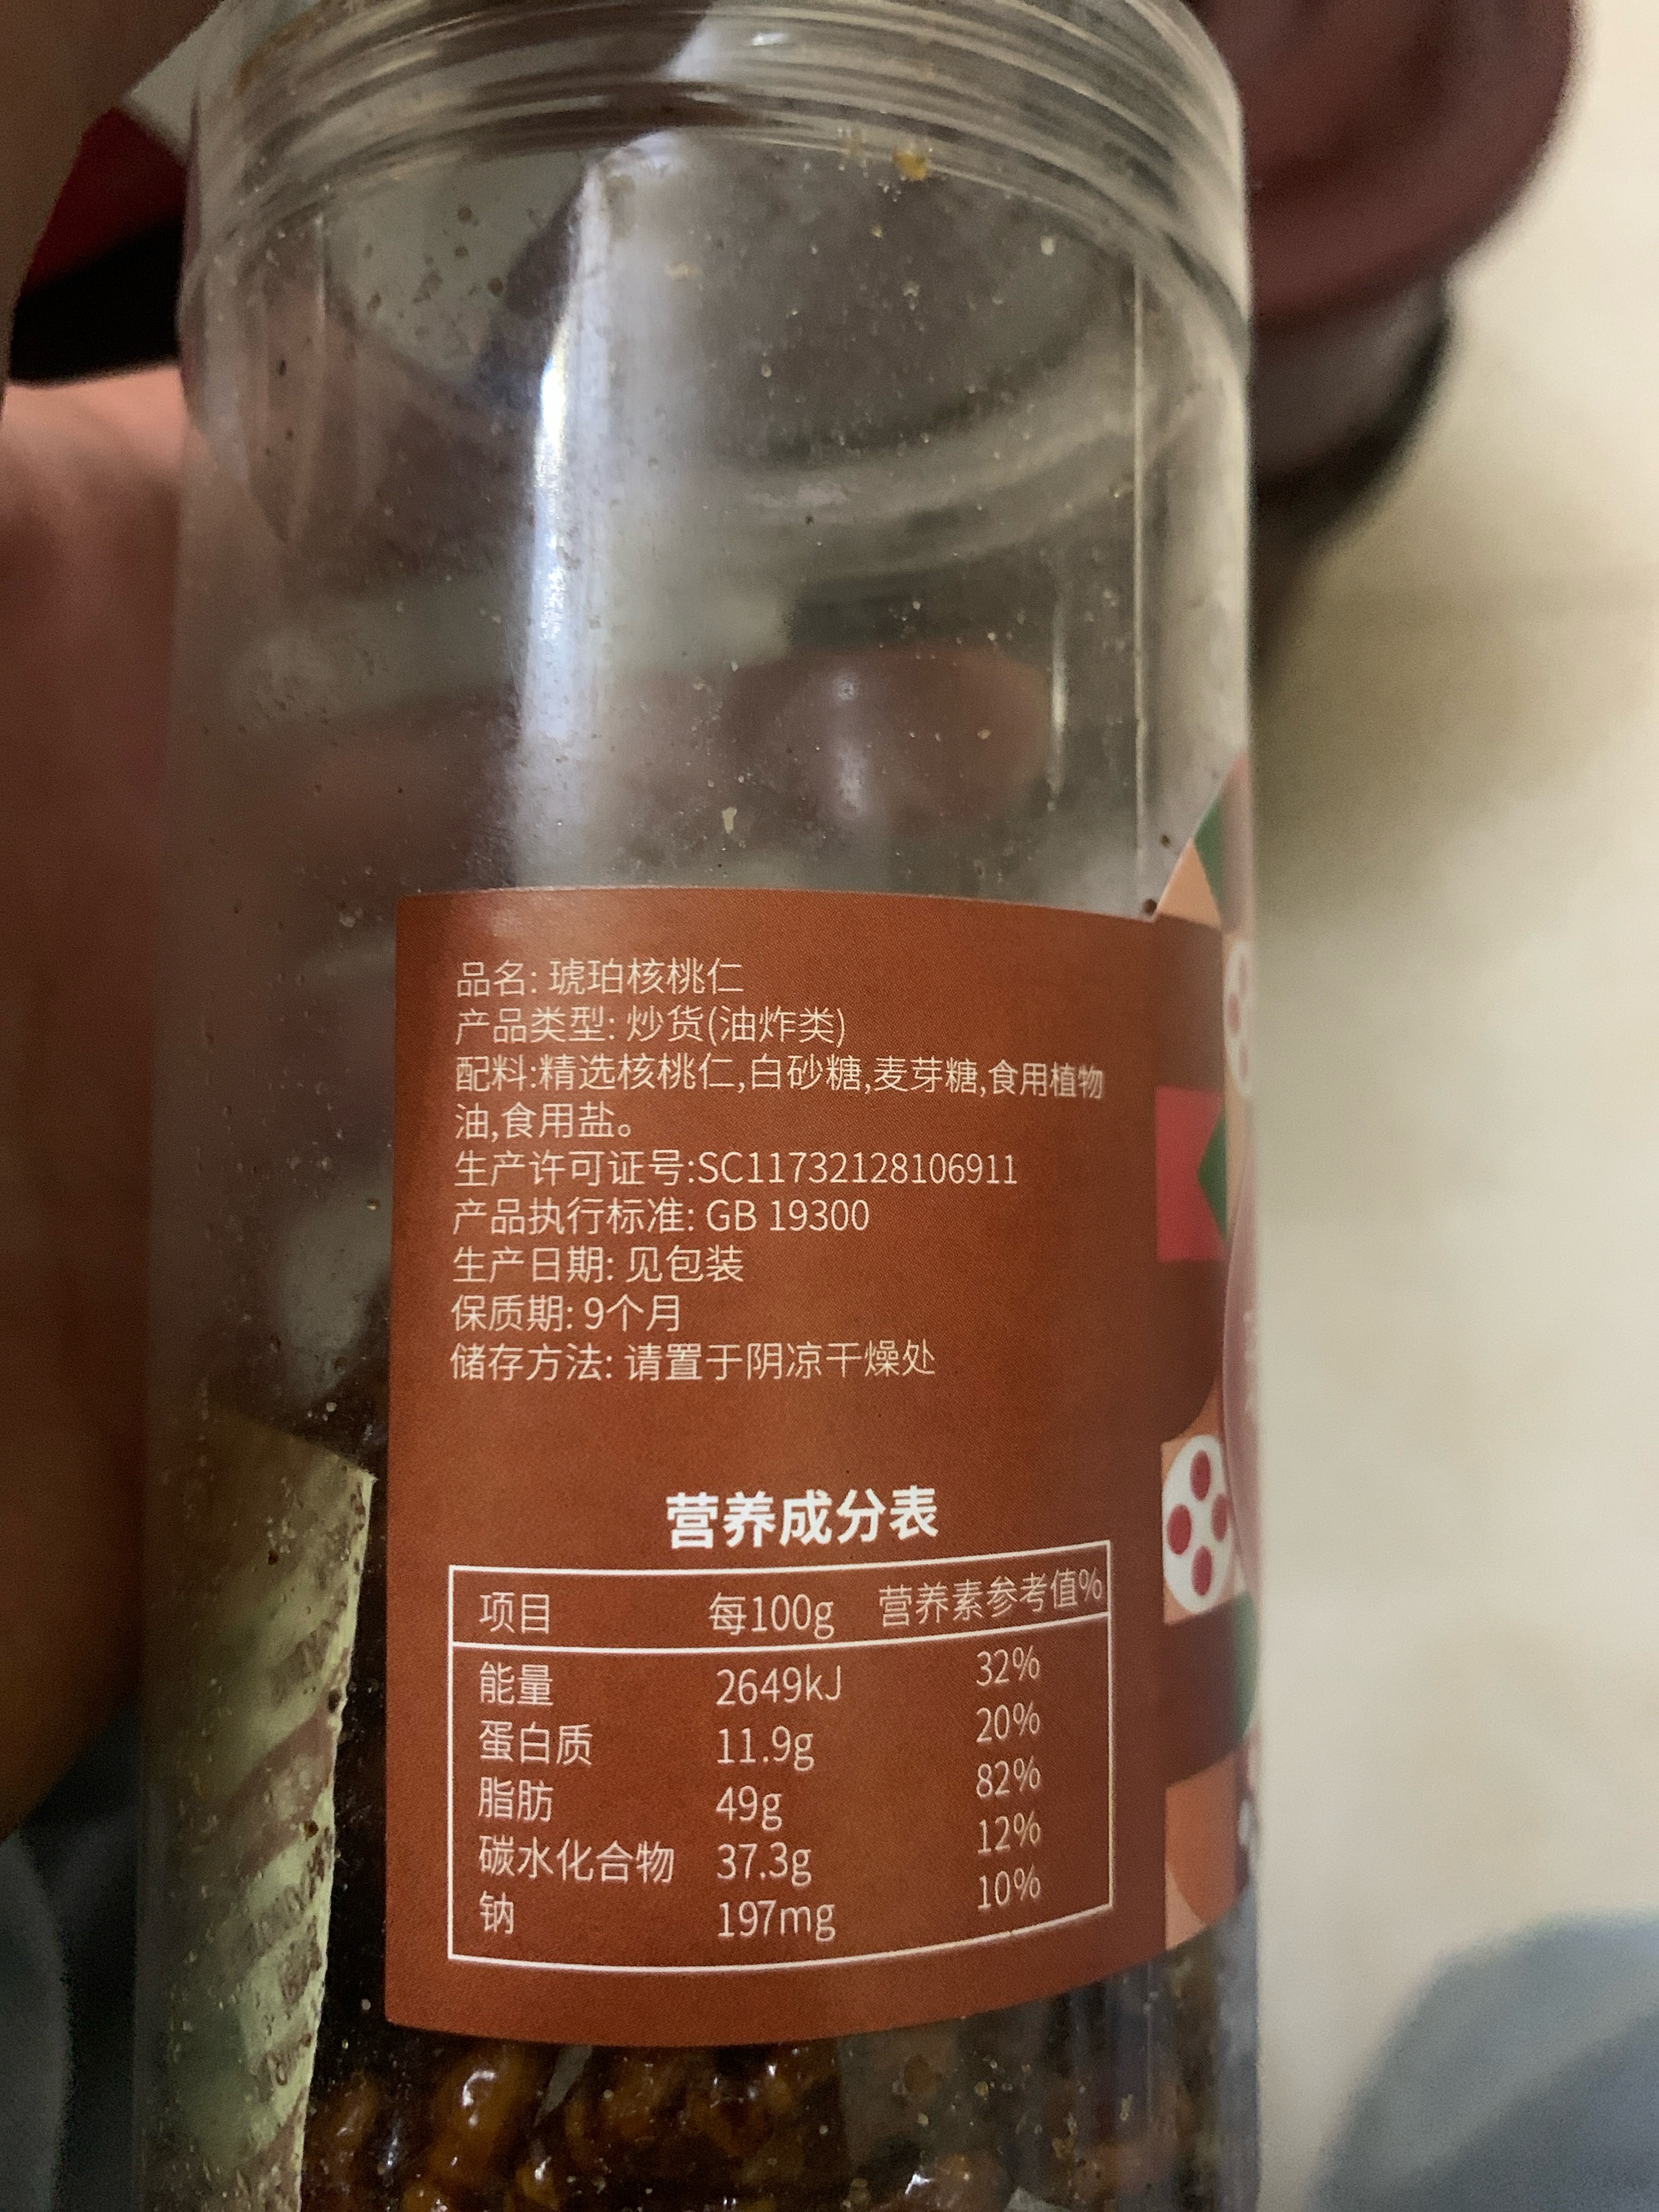 品名: 琥珀核桃仁
产品类型: 炒货(油炸类)
配料:精选核桃仁,白砂糖,麦芽糖,食用植物
油,食用盐。
生产许可证号:SC11732128106911
产品执行标准: GB 19300
生产日期: 见包装
保质期: 9个月
储存方法: 请置于阴凉干燥处
营养成分表
项目 每100g 营养素参考值%
能量 2649kJ 32%
蛋白质 11.9g 20%
脂肪 49g 82%
碳水化合物 37.3g 12%
钠 197mg 10%